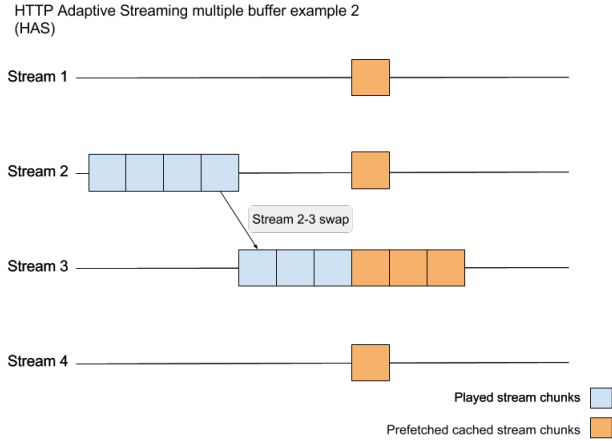 HTTP Adaptive Streaming multiple buffer example 2
(HAS)
Stream 1
Stream 2
Stream 2-3 swap
Stream 3
Stream 4
Played stream chunks
Prefetched cached stream chunks